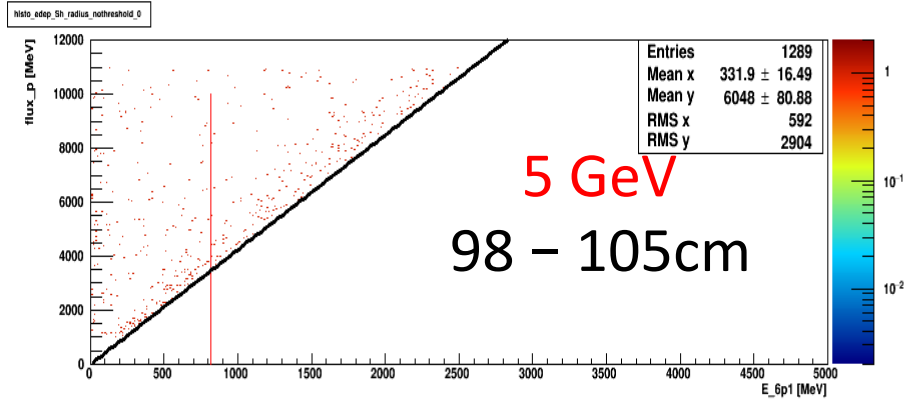 histo_edep_Sh_radius_nothreshold_0
flux_p [MeV]
12000
10000
8000
6000
4000
2000
0
0 500 1000 1500 2000 2500 3000 3500 4000 4500 5000
E_6p1 [MeV]
Entries 1289
Mean x 331.9 ± 16.49
Mean y 6048 ± 80.88
RMS x 592
RMS y 2904
5 GeV
98 – 105cm
1
10-1
10-2